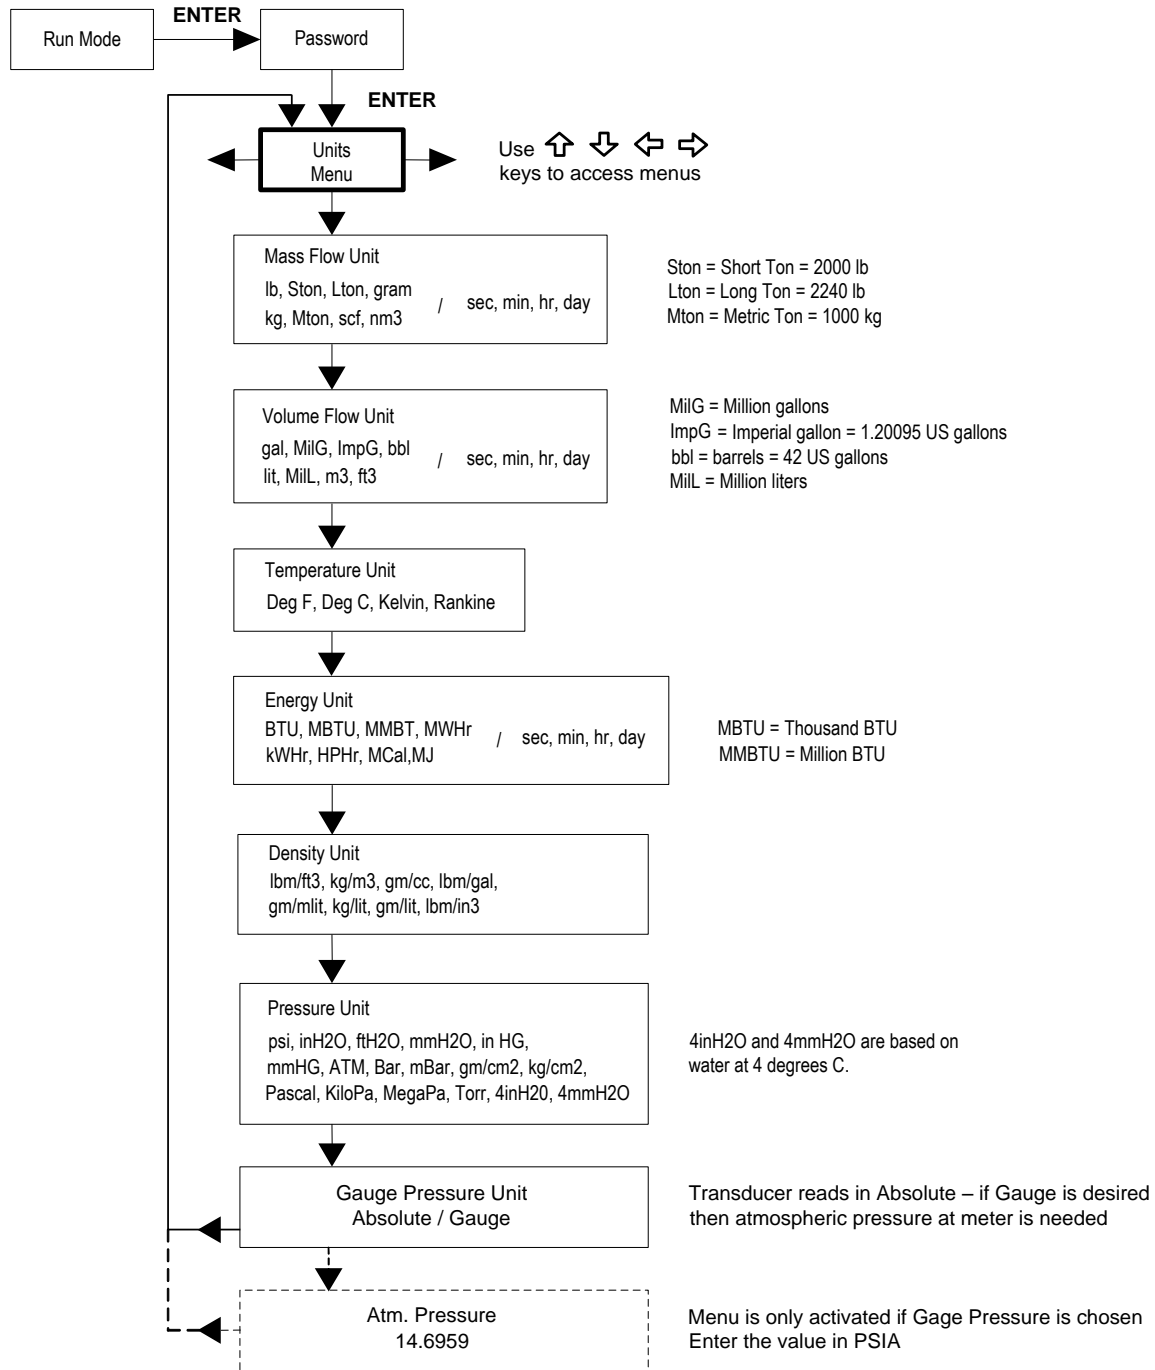 ENTER
Run Mode
Password
ENTER
Units
Menu
Use
keys to access menus
Mass Flow Unit
lb, Ston, Lton, gram
kg, Mton, scf, nm3
/ sec, min, hr, day
Ston = Short Ton = 2000 lb
Lton = Long Ton = 2240 lb
Mton = Metric Ton = 1000 kg
Volume Flow Unit
gal, MilG, ImpG, bbl
lit, MilL, m3, ft3
/ sec, min, hr, day
MilG = Million gallons
ImpG = Imperial gallon = 1.20095 US gallons
bbl = barrels = 42 US gallons
MilL = Million liters
Temperature Unit
Deg F, Deg C, Kelvin, Rankine
Energy Unit
BTU, MBTU, MMBT, MWHr
kWHr, HPHr, MCal,MJ
/ sec, min, hr, day
MBTU = Thousand BTU
MMBTU = Million BTU
Density Unit
lbm/ft3, kg/m3, gm/cc, lbm/gal,
gm/mlit, kg/lit, gm/lit, lbm/in3
Pressure Unit
psi, inH2O, ftH2O, mmH2O, in HG,
mmHG, ATM, Bar, mBar, gm/cm2, kg/cm2,
Pascal, KiloPa, MegaPa, Torr, 4inH20, 4mmH2O
4inH2O and 4mmH2O are based on
water at 4 degrees C.
Gauge Pressure Unit
Absolute / Gauge
Transducer reads in Absolute – if Gauge is desired
then atmospheric pressure at meter is needed
Atm. Pressure
14.6959
Menu is only activated if Gage Pressure is chosen
Enter the value in PSIA